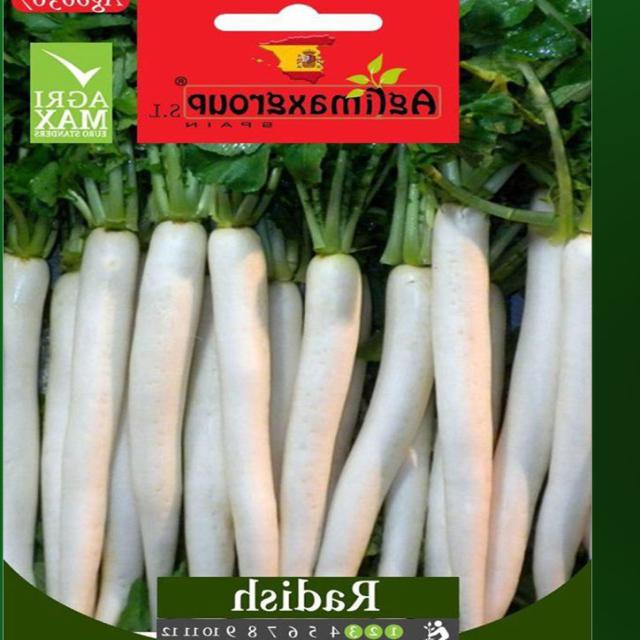 Agrimaxgroup® S.L.
SPAIN
AGRI
MAX
EURO STANDERS
Radish
1 2 3 4 5 6 7 8 9 10 11 12